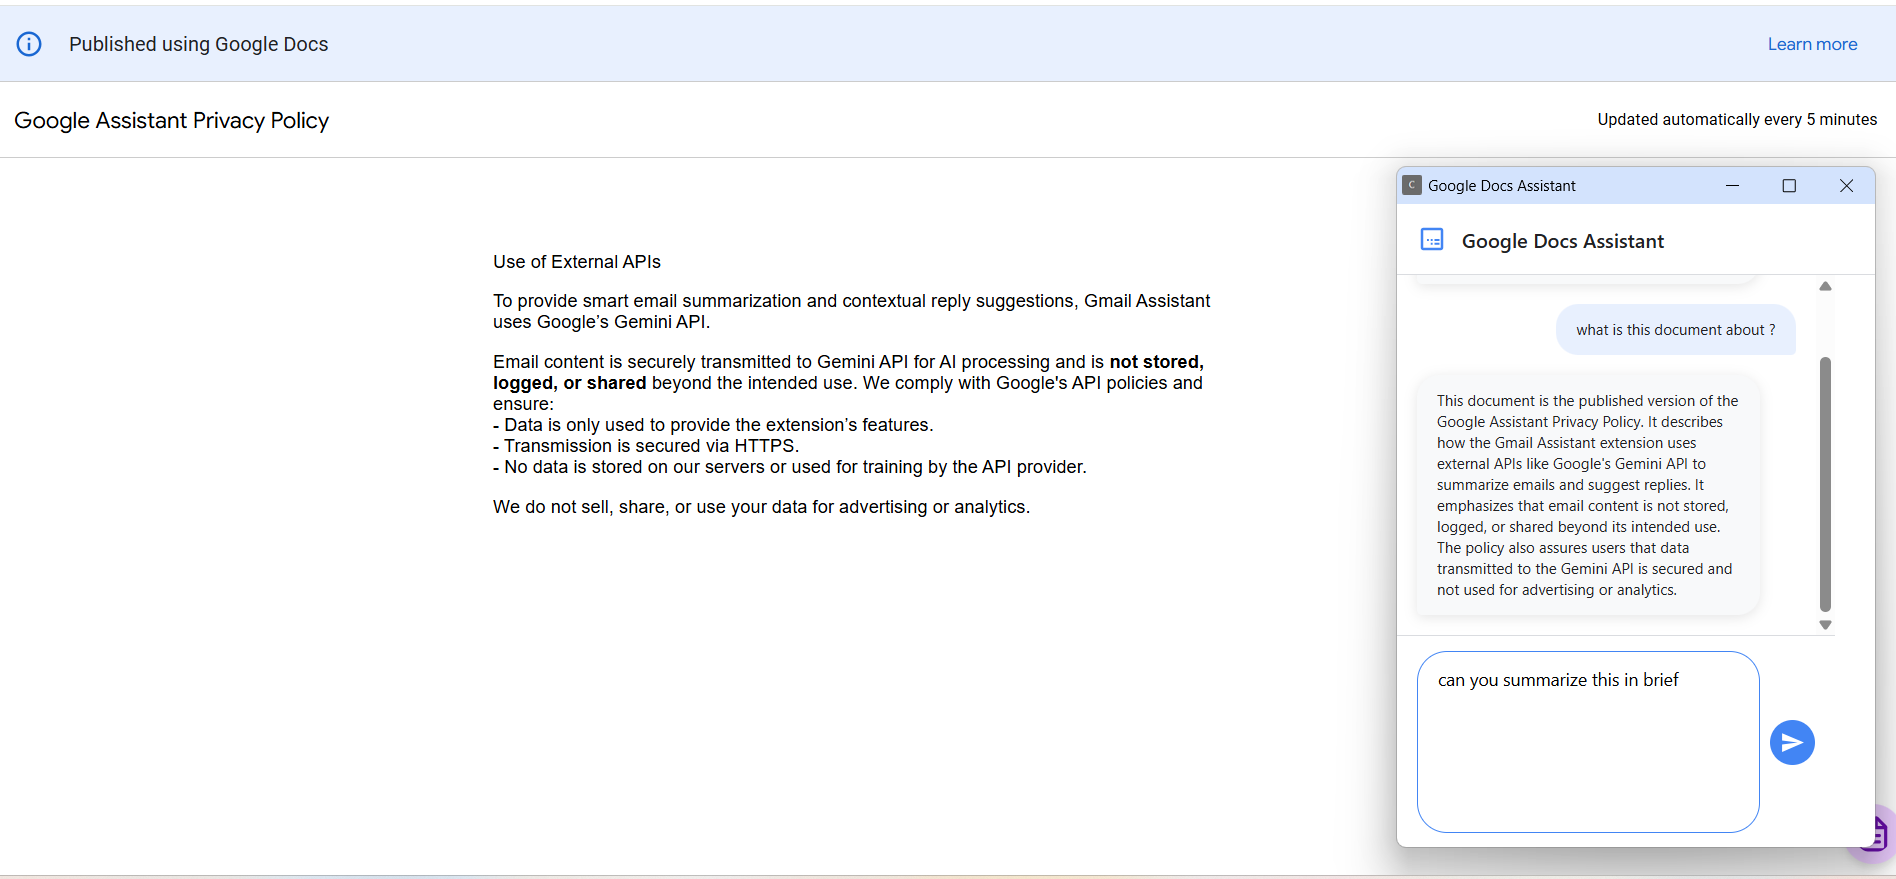 Published using Google Docs
Learn more
Google Assistant Privacy Policy
Updated automatically every 5 minutes
Use of External APIs
To provide smart email summarization and contextual reply suggestions, Gmail Assistant
uses Google’s Gemini API.
Email content is securely transmitted to Gemini API for AI processing and is not stored,
logged, or shared beyond the intended use. We comply with Google's API policies and
ensure:
- Data is only used to provide the extension’s features.
- Transmission is secured via HTTPS.
- No data is stored on our servers or used for training by the API provider.
We do not sell, share, or use your data for advertising or analytics.
C
Google Docs Assistant
Google Docs Assistant
what is this document about ?
This document is the published version of the
Google Assistant Privacy Policy. It describes
how the Gmail Assistant extension uses
external APIs like Google's Gemini API to
summarize emails and suggest replies. It
emphasizes that email content is not stored,
logged, or shared beyond its intended use.
The policy also assures users that data
transmitted to the Gemini API is secured and
not used for advertising or analytics.
can you summarize this in brief